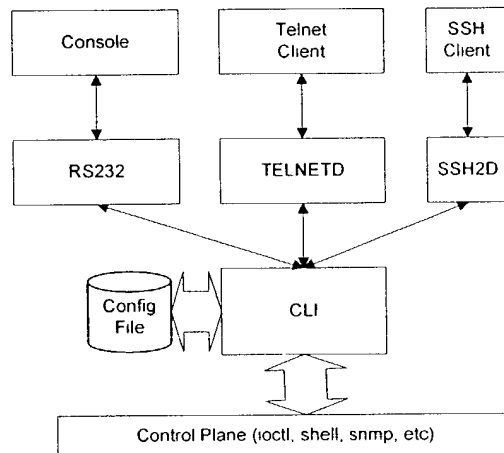 Console
Telnet
Client
SSH
Client
RS232
TELNETD
SSH2D
Config
File
CLI
Control Plane (ioctl, shell, snmp, etc)